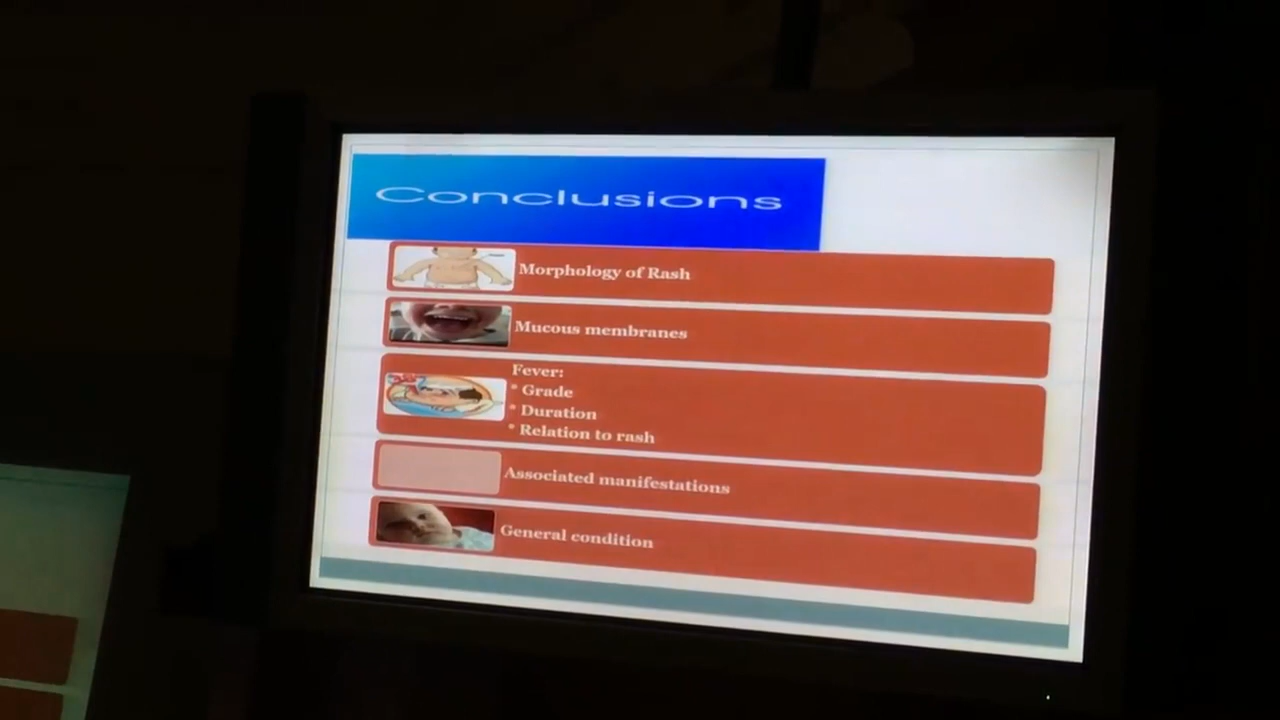 Conclusions
Morphology of Rash
Mucous membranes
Fever:
* Grade
* Duration
* Relation to rash
Associated manifestations
General condition